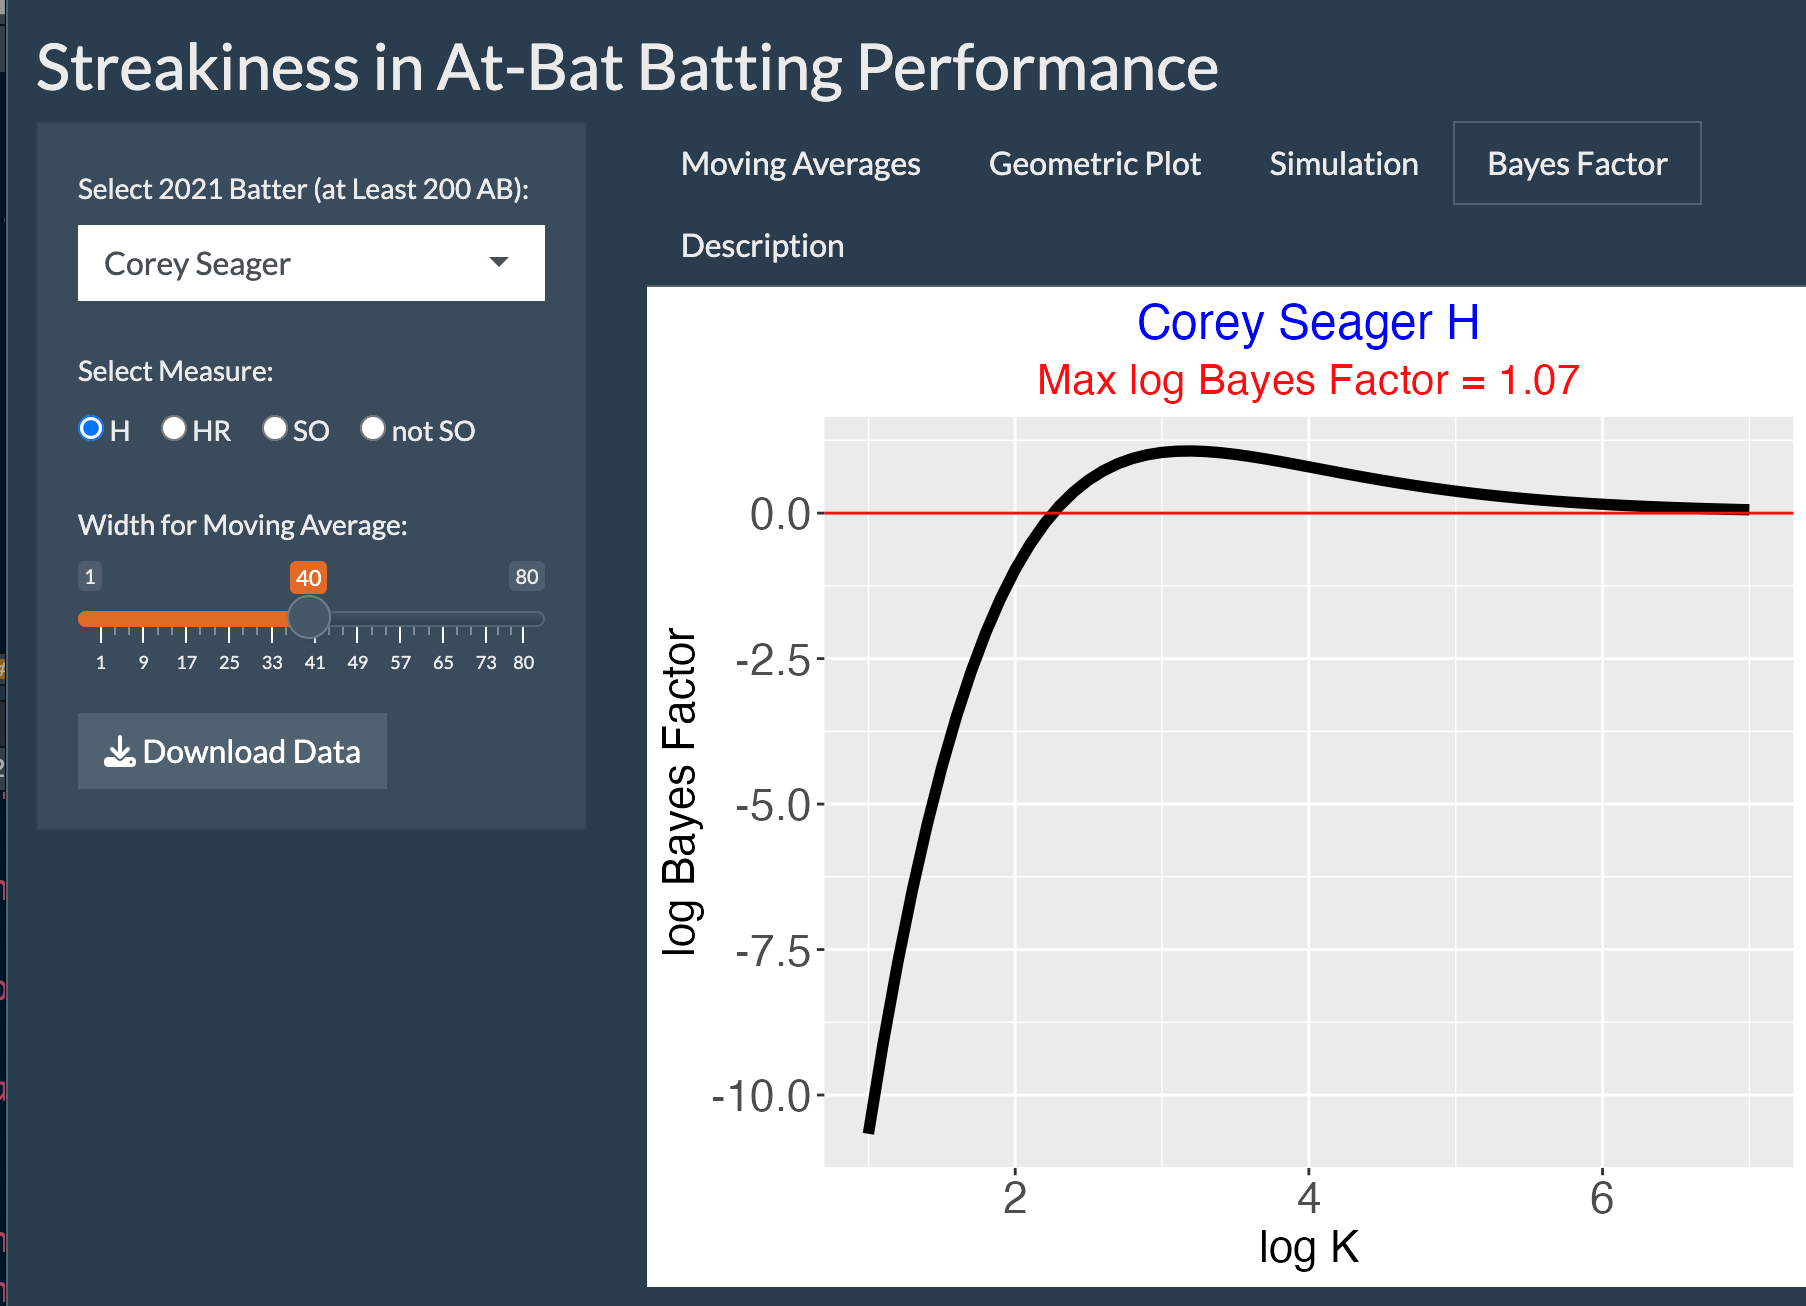 Streakiness in At-Bat Batting Performance
Select 2021 Batter (at Least 200 AB):
Corey Seager
Select Measure:
H HR SO not SO
Width for Moving Average:
1 40 80
1 9 17 25 33 41 49 57 65 73 80
Download Data
Moving Averages Geometric Plot Simulation Bayes Factor
Description
Corey Seager H
Max log Bayes Factor = 1.07
log Bayes Factor
0.0
-2.5
-5.0
-7.5
-10.0
2 4 6
log K